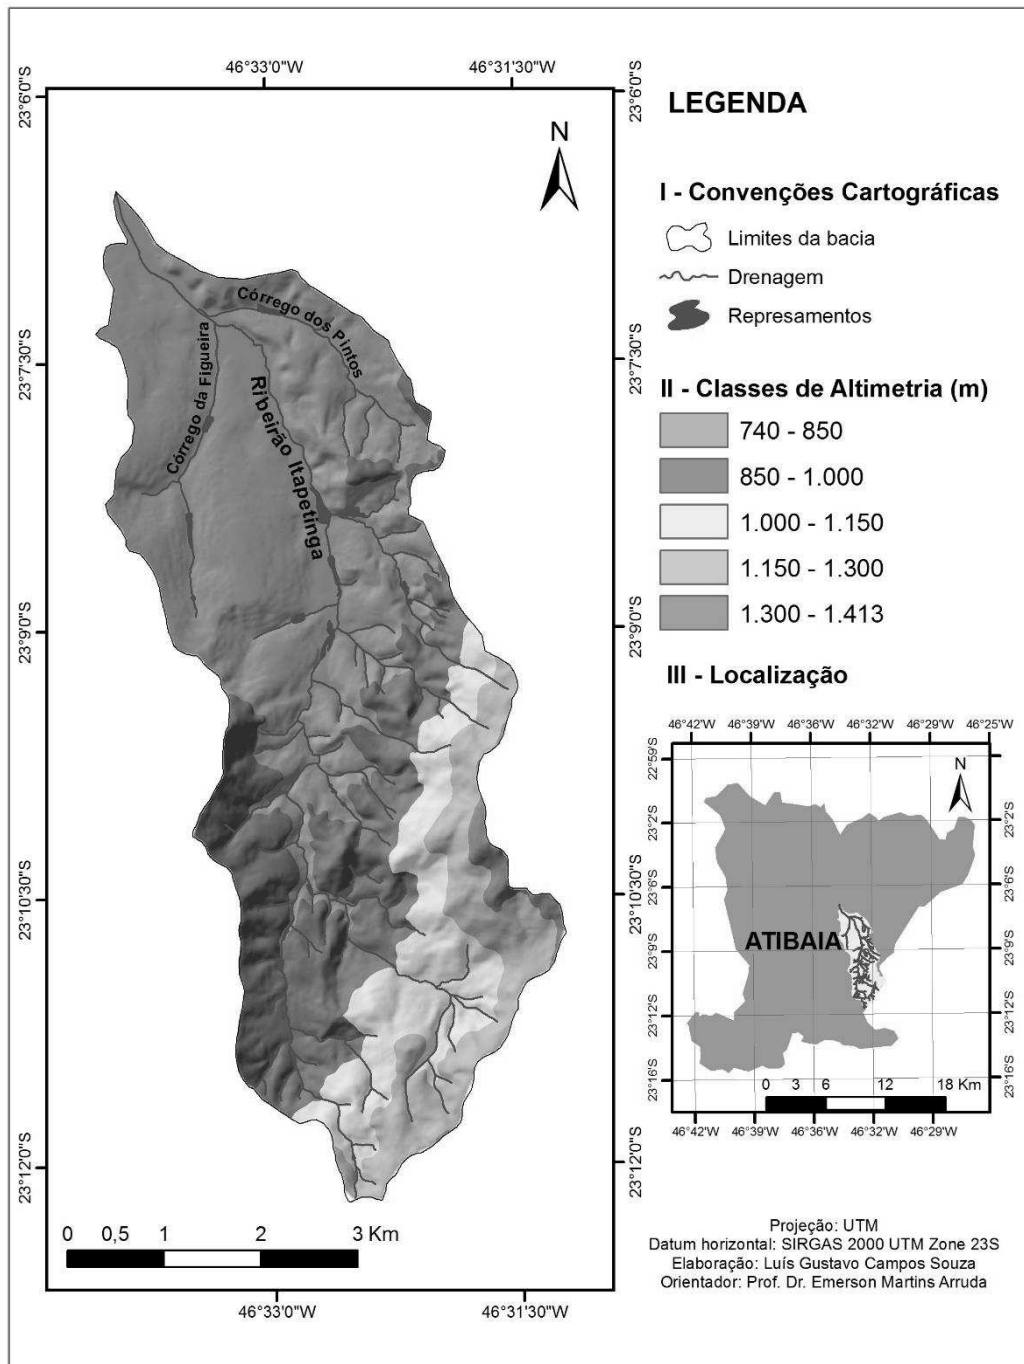 46°33'0"W
46°31'30"W
23°6'0"S
23°6'0"S
N
Córrego dos Pintos
Córrego da Figueira
Ribeirão Itapetinga
23°7'30"S
23°7'30"S
23°9'0"S
23°9'0"S
23°10'30"S
23°10'30"S
23°12'0"S
23°12'0"S
0 0,5 1 2 3 Km
46°33'0"W
46°31'30"W
LEGENDA
I - Convenções Cartográficas
Limites da bacia
Drenagem
Represamentos
II - Classes de Altimetria (m)
740 - 850
850 - 1.000
1.000 - 1.150
1.150 - 1.300
1.300 - 1.413
III - Localização
46°42'W 46°39'W 46°36'W 46°32'W 46°29'W 46°25'W
22°59'S
N
23°2'S
23°2'S
23°6'S
23°6'S
ATIBAIA
23°9'S
23°9'S
23°12'S
23°12'S
23°16'S
23°16'S
0 3 6 12 18 Km
46°42'W 46°39'W 46°36'W 46°32'W 46°29'W
Projeção: UTM
Datum horizontal: SIRGAS 2000 UTM Zone 23S
Elaboração: Luís Gustavo Campos Souza
Orientador: Prof. Dr. Emerson Martins Arruda